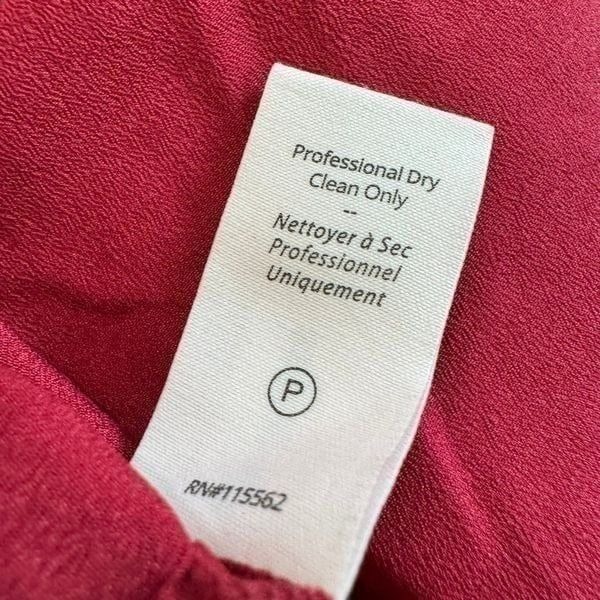 Professional Dry
Clean Only
--
Nettoyer à Sec
Professionnel
Uniquement
P
RN#115562